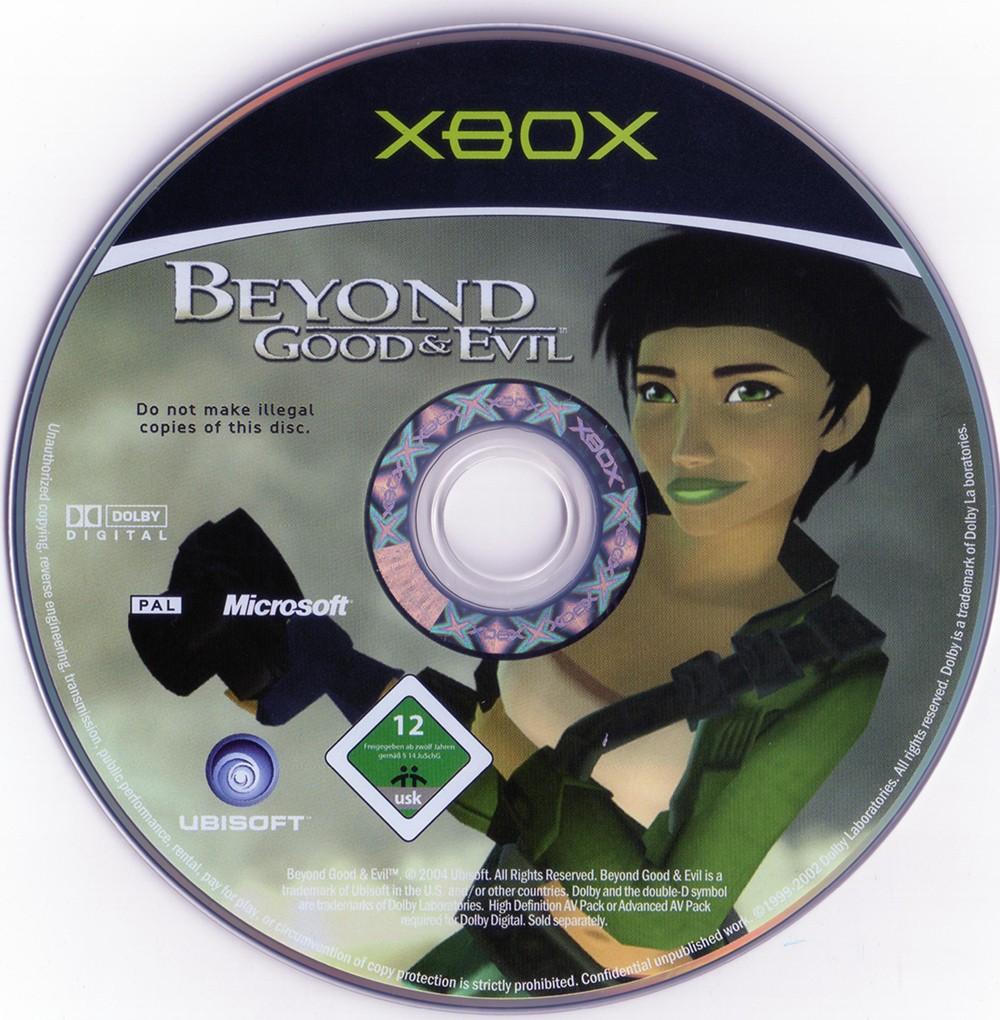 XBOX
BEYOND
GOOD & EVIL™
Do not make illegal
copies of this disc.
DOLBY
DIGITAL
PAL
Microsoft®
XBOX
12
Freigegeben ab zwölf Jahren
gemäß § 14 JuSchG
usk
UBISOFT™
Beyond Good & Evil™. © 2004 Ubisoft. All Rights Reserved. Beyond Good & Evil is a
trademark of Ubisoft in the U.S. and/or other countries. Dolby and the double-D symbol
are trademarks of Dolby Laboratories. High Definition AV Pack or Advanced AV Pack
required for Dolby Digital. Sold separately.
Unauthorized copying, reverse engineering, transmission, public performance, rental, pay for play, or circumvention of copy protection is strictly prohibited. Confidential unpublished work. ©1999-2002 Dolby Laboratories. All rights reserved. Dolby is a trademark of Dolby La boratories.